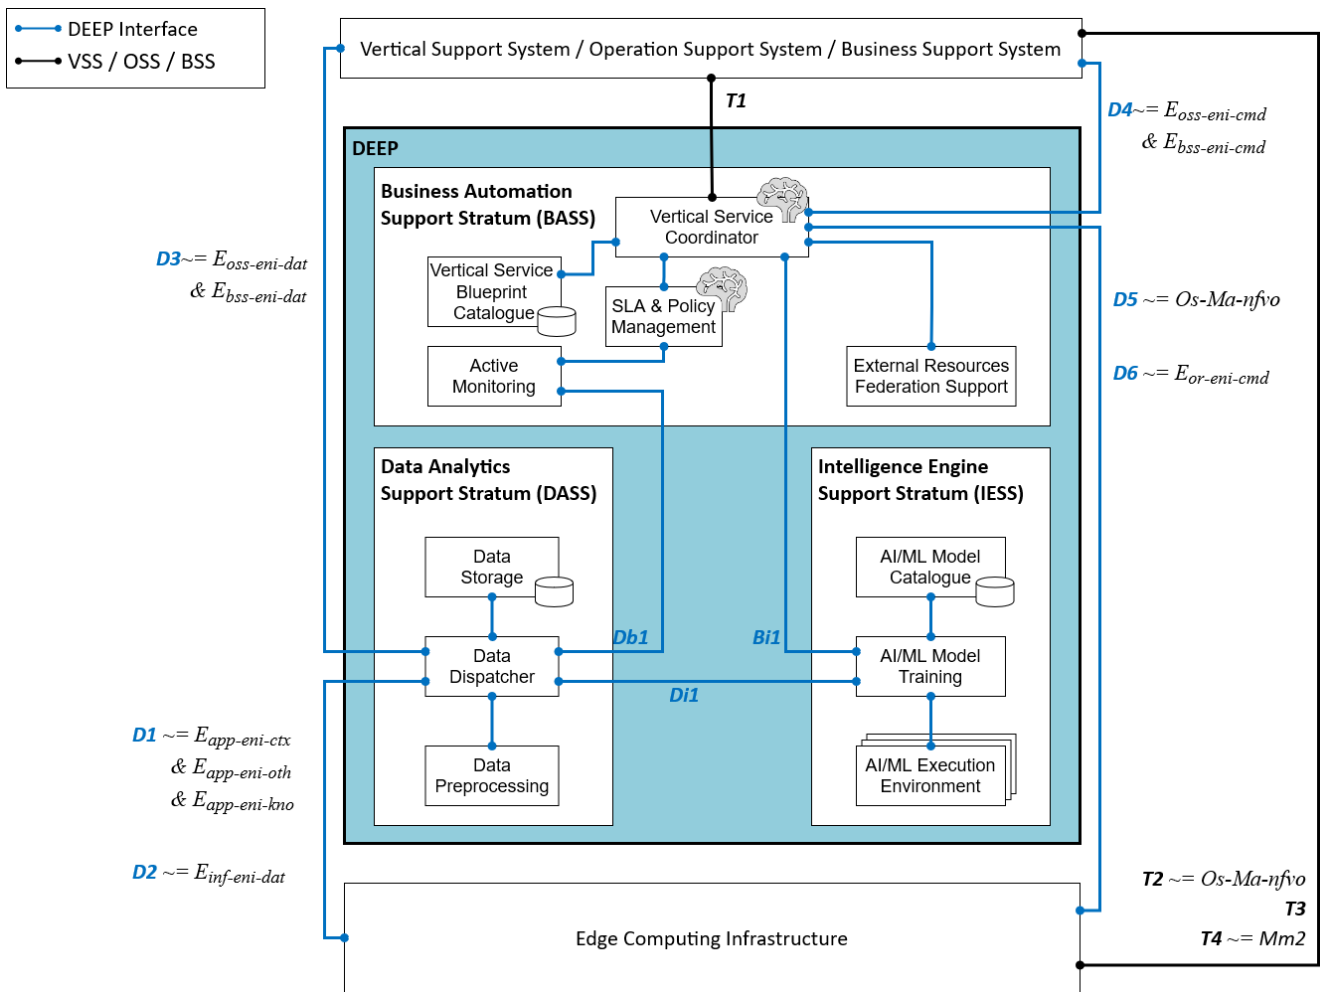 DEEP Interface
VSS / OSS / BSS
Vertical Support System / Operation Support System / Business Support System
T1
D4~= Eoss-eni-cmd
& Ebss-eni-cmd
DEEP
Business Automation
Support Stratum (BASS)
Vertical Service
Coordinator
D3~= Eoss-eni-dat
& Ebss-eni-dat
Vertical Service
Blueprint
Catalogue
SLA & Policy
Management
D5 ~= Os-Ma-nfvo
Active
Monitoring
External Resources
Federation Support
D6 ~= Eor-eni-cmd
Data Analytics
Support Stratum (DASS)
Intelligence Engine
Support Stratum (IESS)
Data
Storage
AI/ML Model
Catalogue
Db1
Bi1
Data
Dispatcher
AI/ML Model
Training
Di1
D1 ~= Eapp-eni-ctx
& Eapp-eni-oth
& Eapp-eni-kno
Data
Preprocessing
AI/ML Execution
Environment
D2 ~= Einf-eni-dat
T2 ~= Os-Ma-nfvo
T3
T4 ~= Mm2
Edge Computing Infrastructure